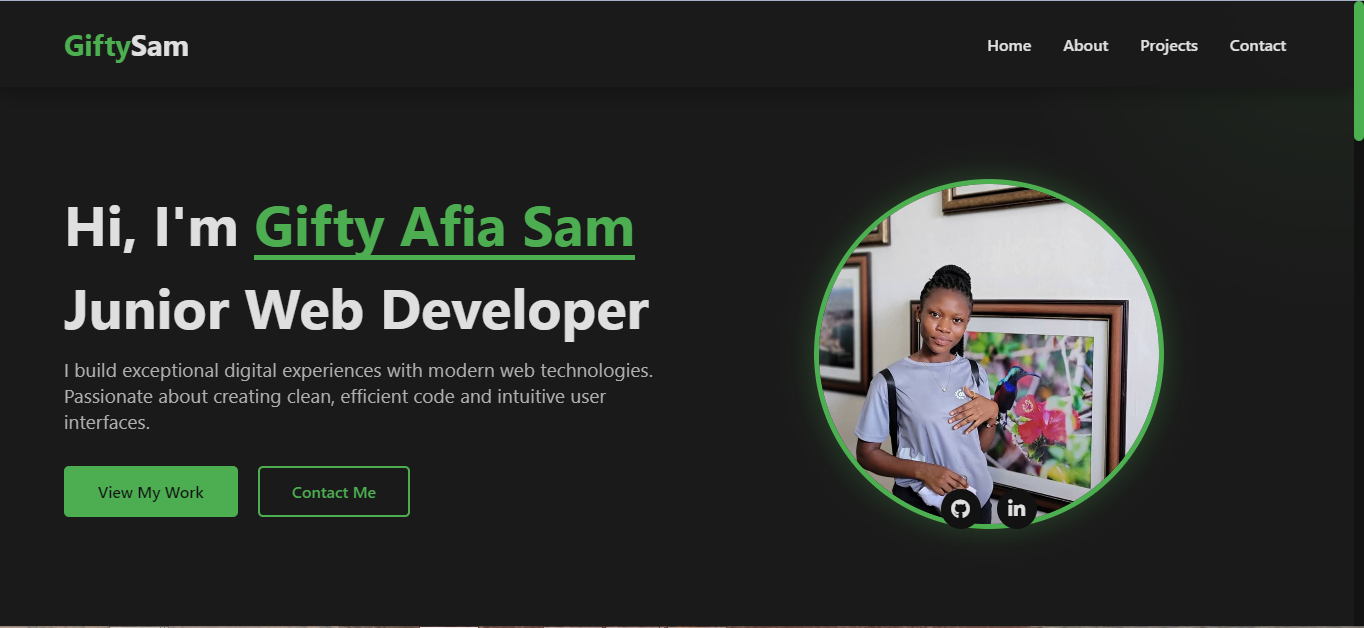 GiftySam
Home About Projects Contact
Hi, I'm Gifty Afia Sam
Junior Web Developer
I build exceptional digital experiences with modern web technologies.
Passionate about creating clean, efficient code and intuitive user
interfaces.
View My Work Contact Me
in